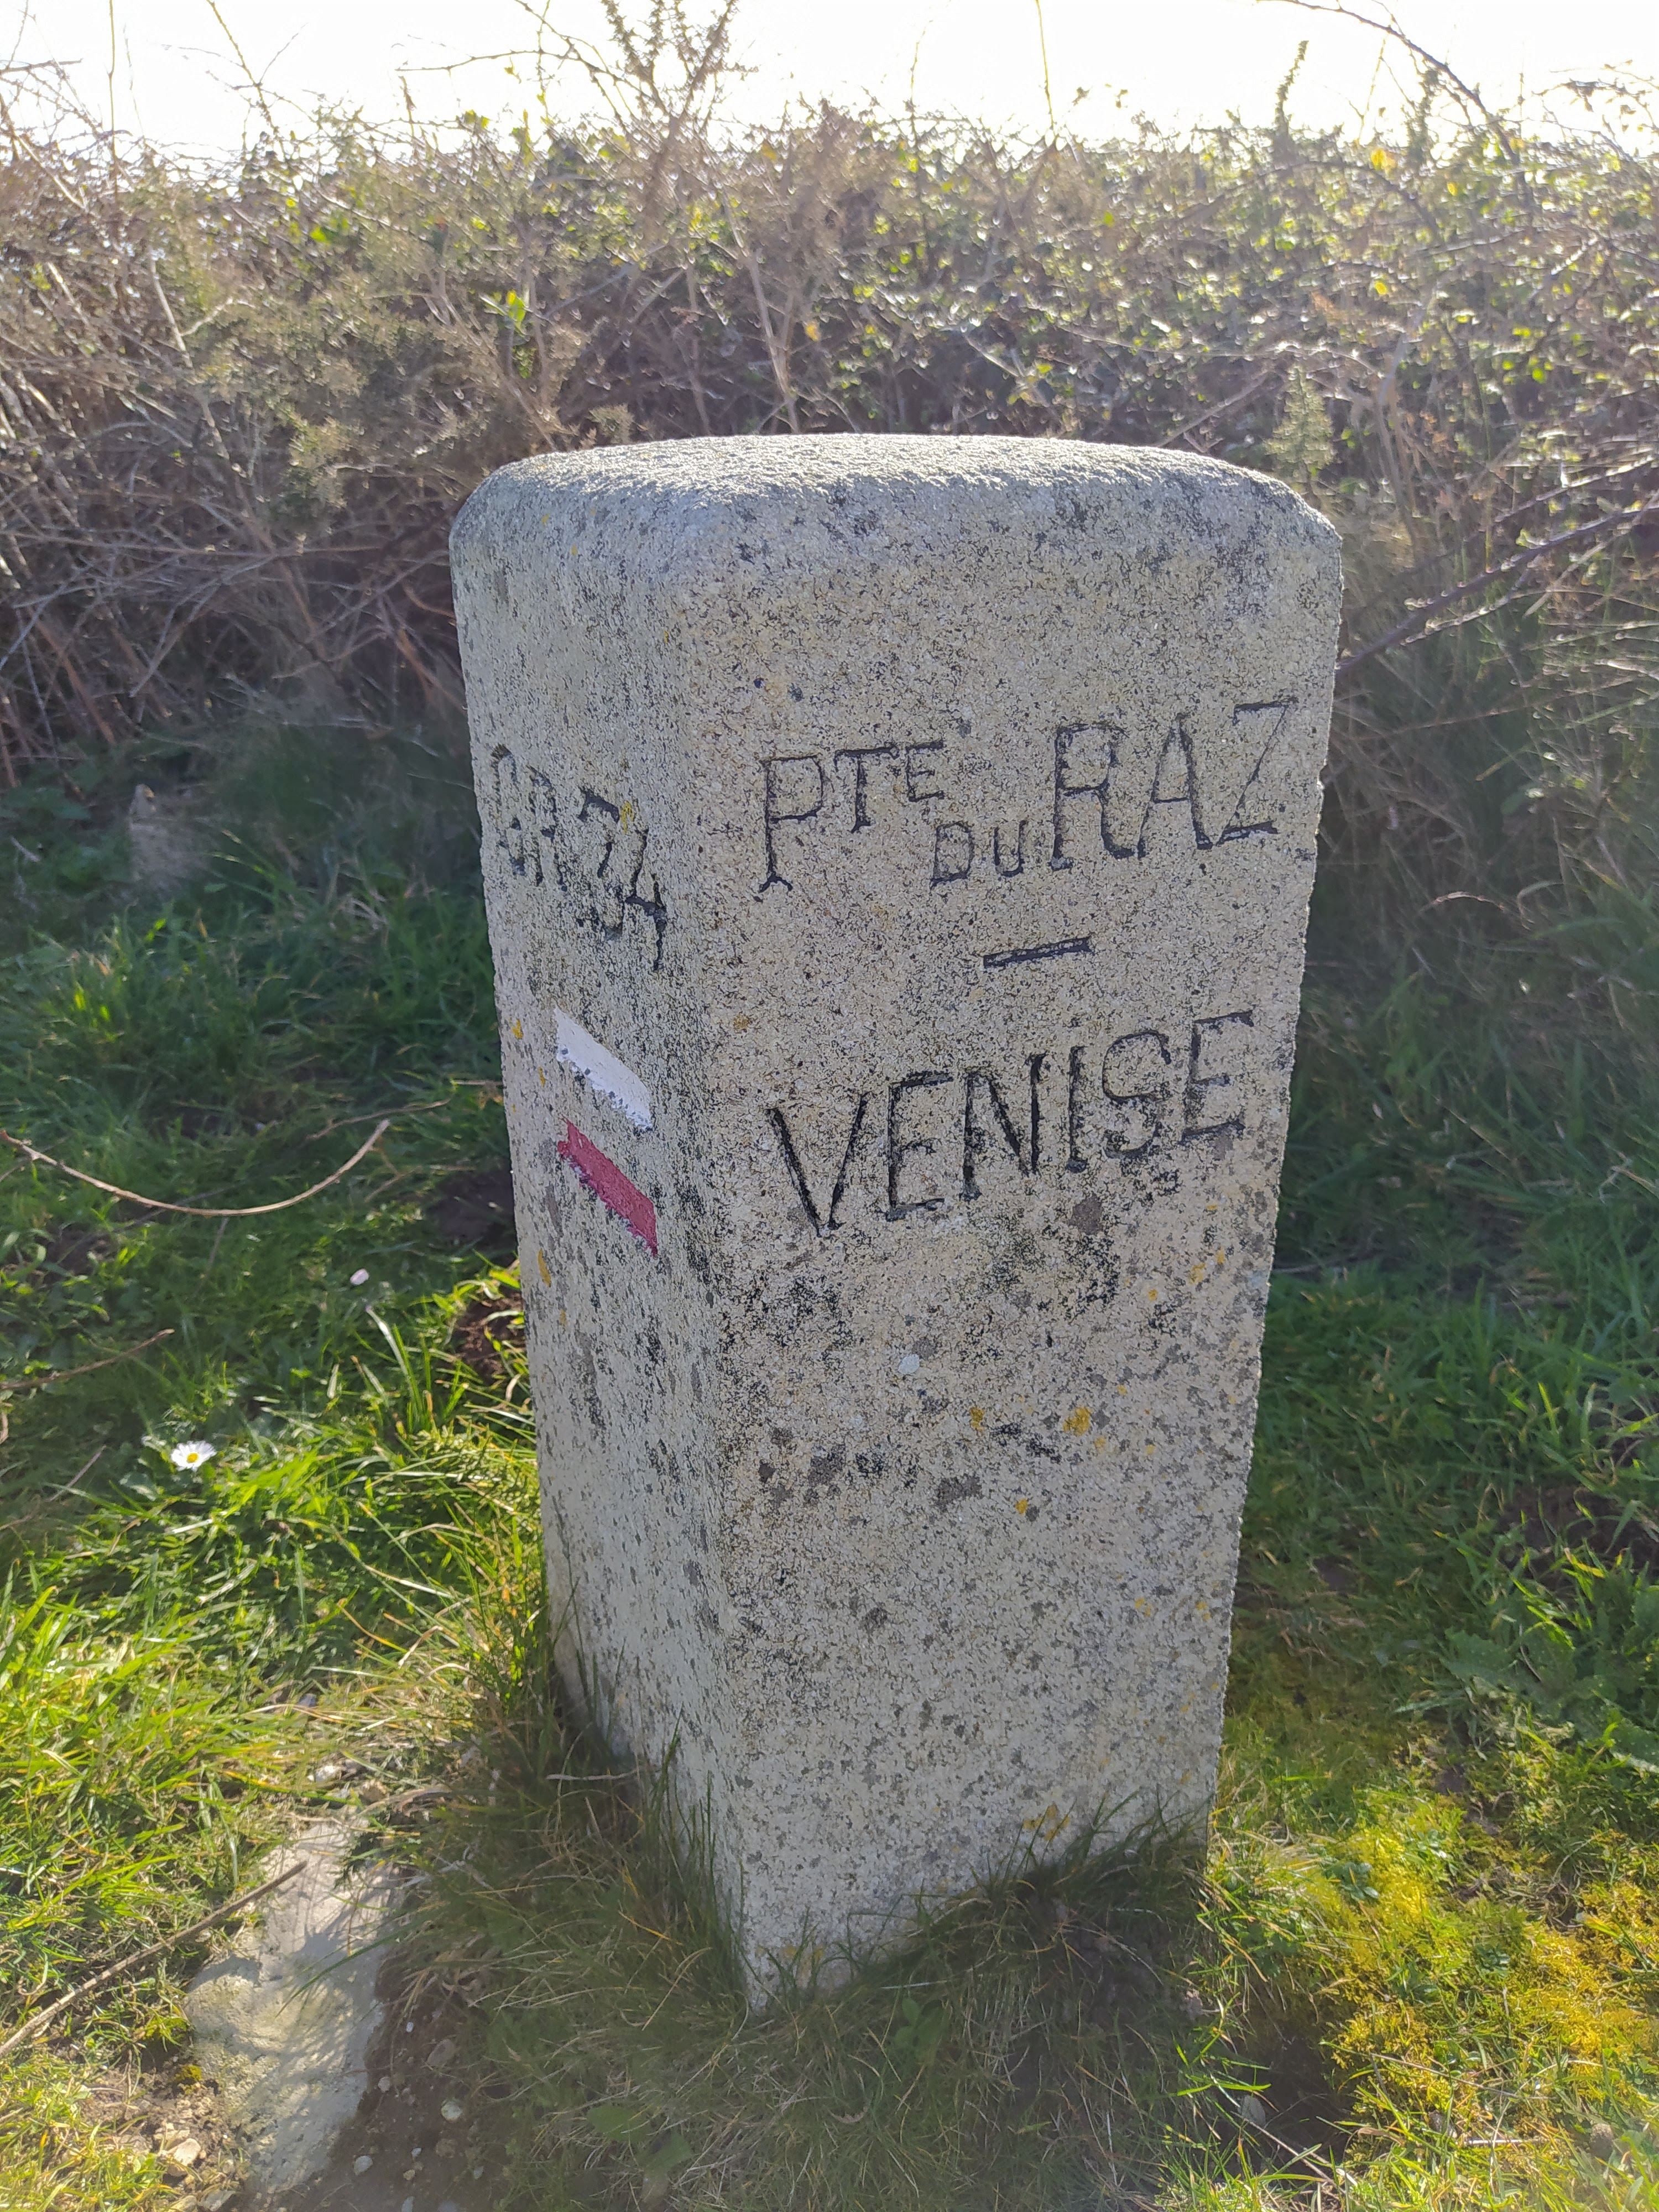 GR 34
PTE DU RAZ
—
VENISE